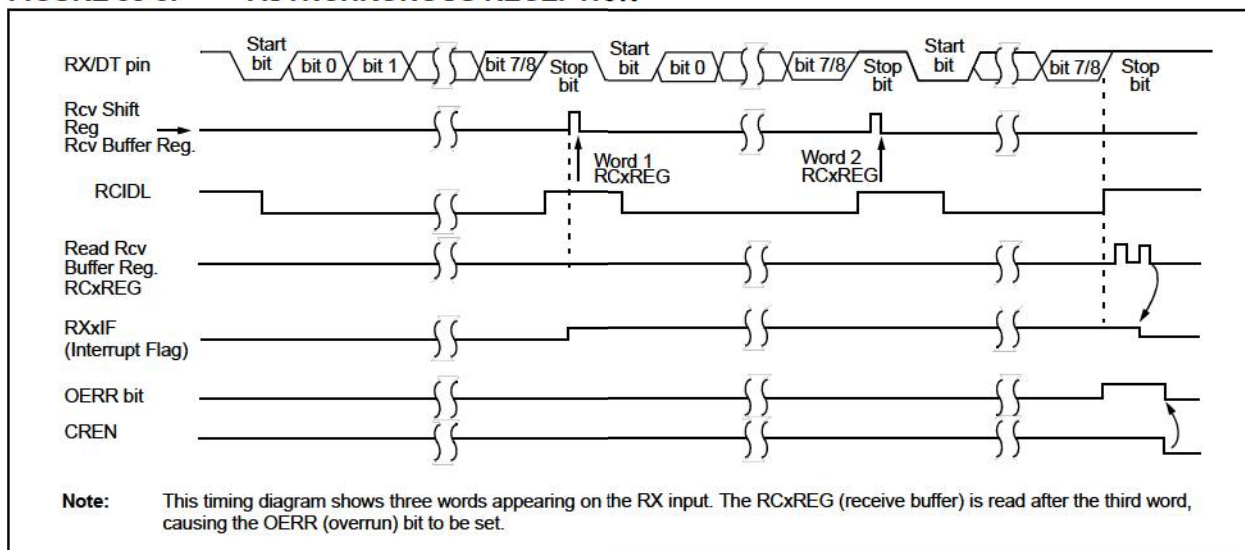 Start bit bit 0 bit 1 bit 7/8 Stop bit Start bit bit 0 bit 7/8 Stop bit Start bit bit 7/8 Stop bit
RX/DT pin
Rcv Shift
Reg
Rcv Buffer Reg.
Word 1
RCxREG
Word 2
RCxREG
RCIDL
Read Rcv
Buffer Reg.
RCxREG
RXxIF
(Interrupt Flag)
OERR bit
CREN
Note: This timing diagram shows three words appearing on the RX input. The RCxREG (receive buffer) is read after the third word,
causing the OERR (overrun) bit to be set.